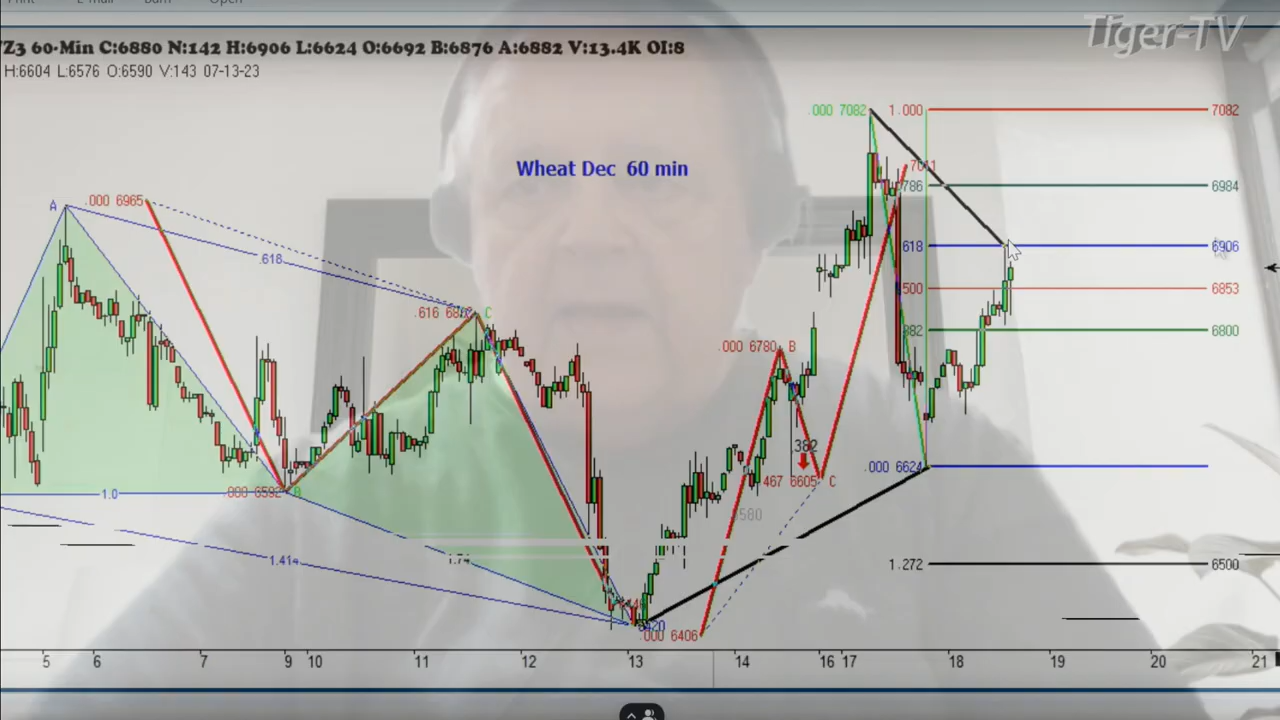 Tiger-TV
Z3 60-Min C:6880 N:142 H:6906 L:6624 O:6692 B:6876 A:6882 V:13.4K OI:8
H:6604 L:6576 O:6590 V:143 07-13-23
Wheat Dec 60 min
.000 7082
1.000
7082
7011
.786
6984
A
.000 6965
.618
.618
6906
.500
6853
.616
C
.382
6800
.000 6780
B
.382
.000 6624
.467 6605
C
1.0
.000 6592
B
6580
1.414
1.272
6500
.000 6406
5 6 7 9 10 11 12 13 14 16 17 18 19 20 21